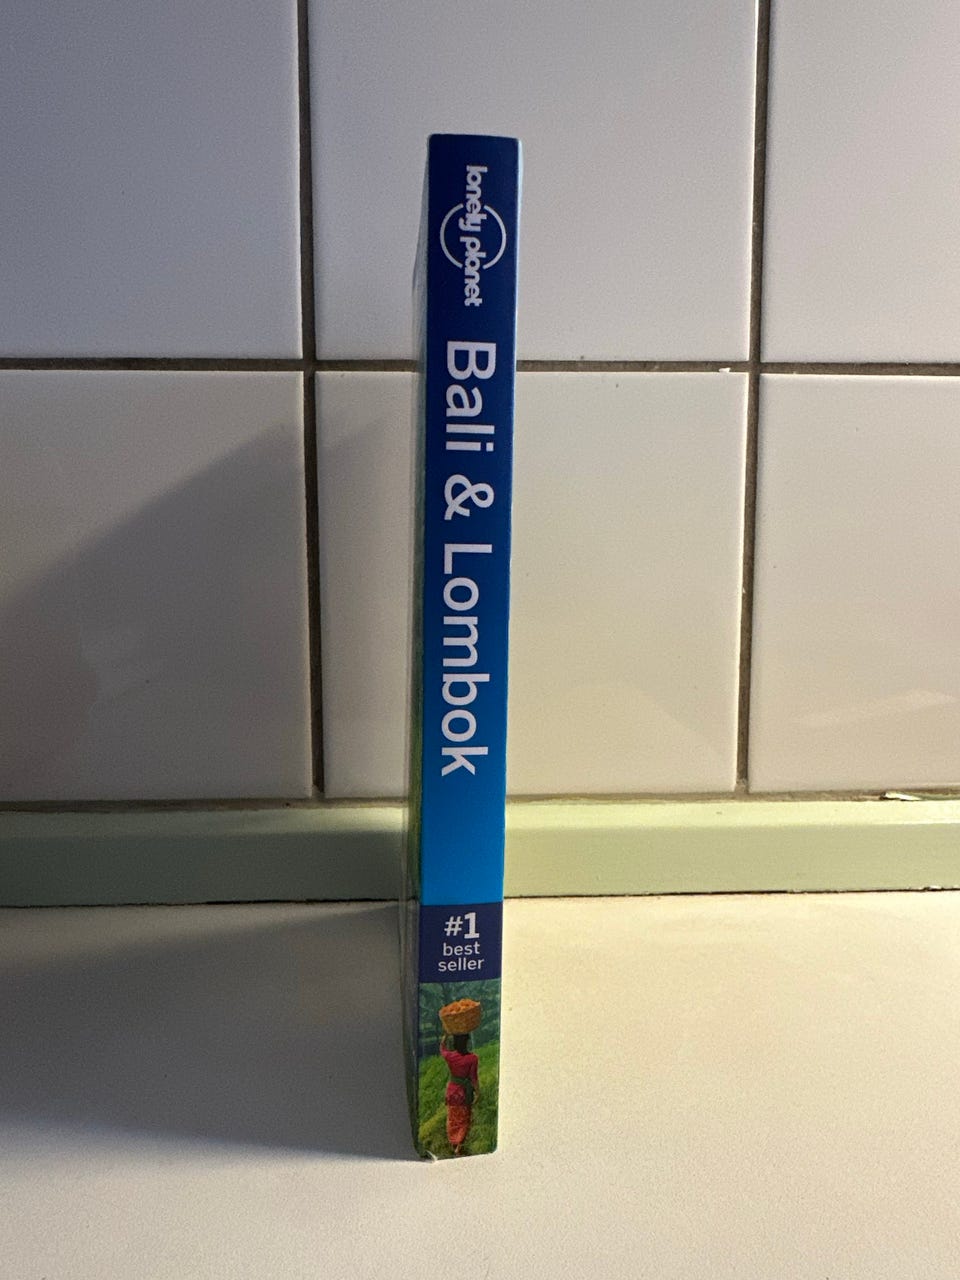 lonely planet
Bali & Lombok
#1
best
seller